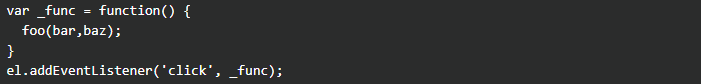 var _func = function() {
  foo(bar,baz);
}
el.addEventListener('click', _func);